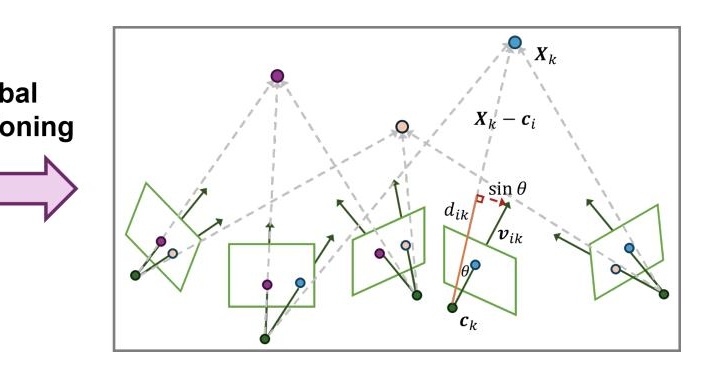 bal
oning
X_k
X_k − c_i
sin θ
d_ik
v_ik
θ
c_k